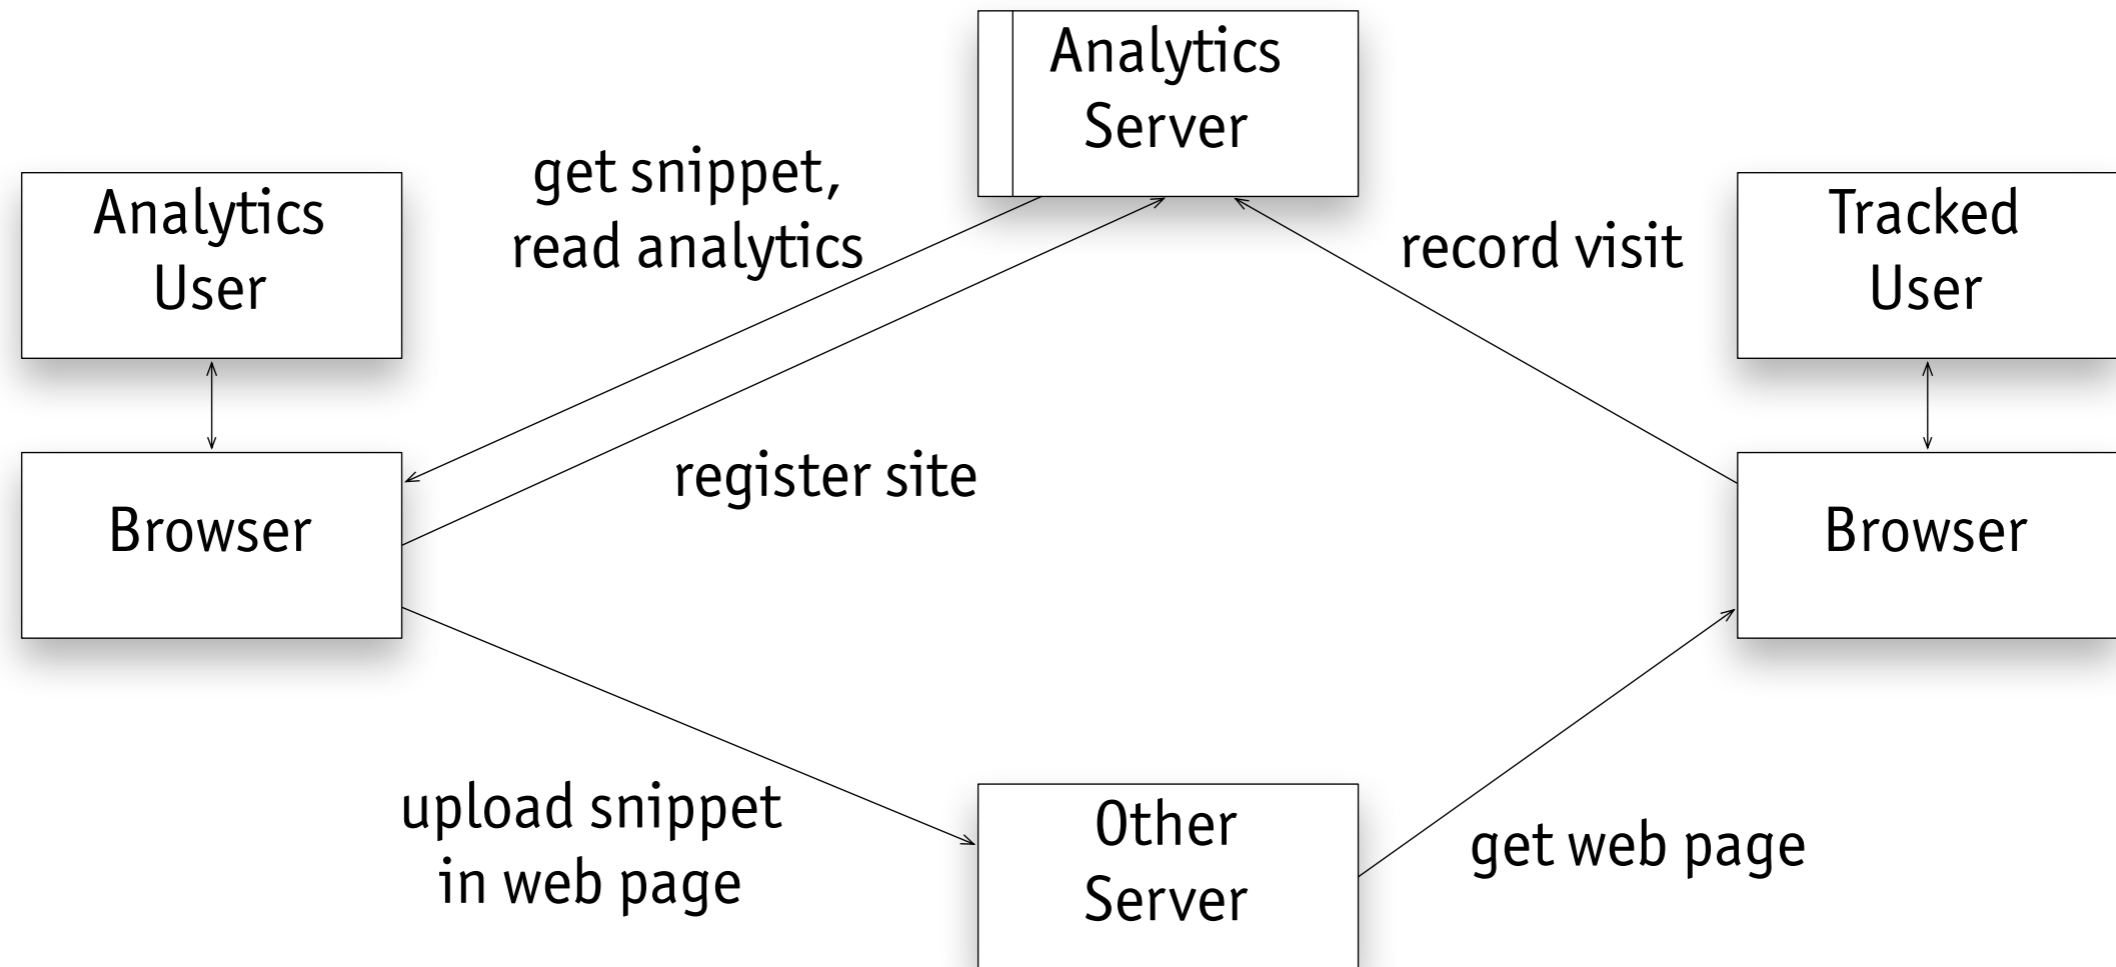 Analytics
Server
get snippet,
read analytics
Analytics
User
record visit
Tracked
User
register site
Browser
Browser
upload snippet
in web page
Other
Server
get web page